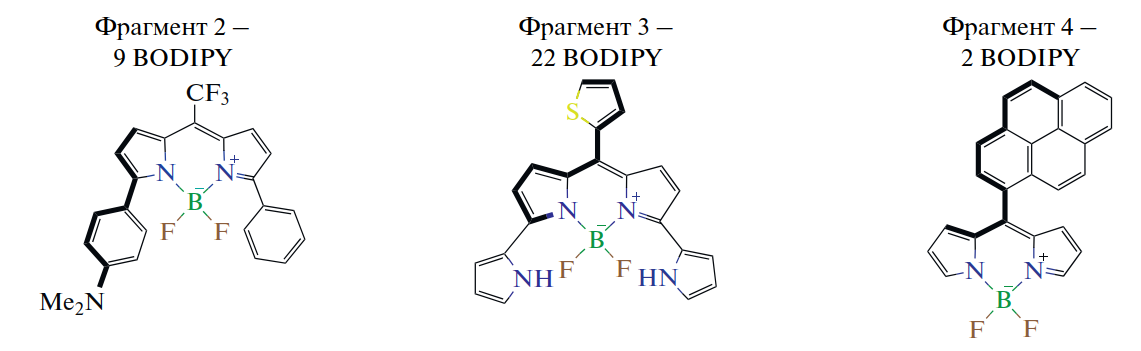 Фрагмент 2 –
9 BODIPY
CF3
N
N+
B−
F
F
Me2N
Фрагмент 3 –
22 BODIPY
S
N
N+
B−
NH
F
F
HN
Фрагмент 4 –
2 BODIPY
N
N+
B−
F
F